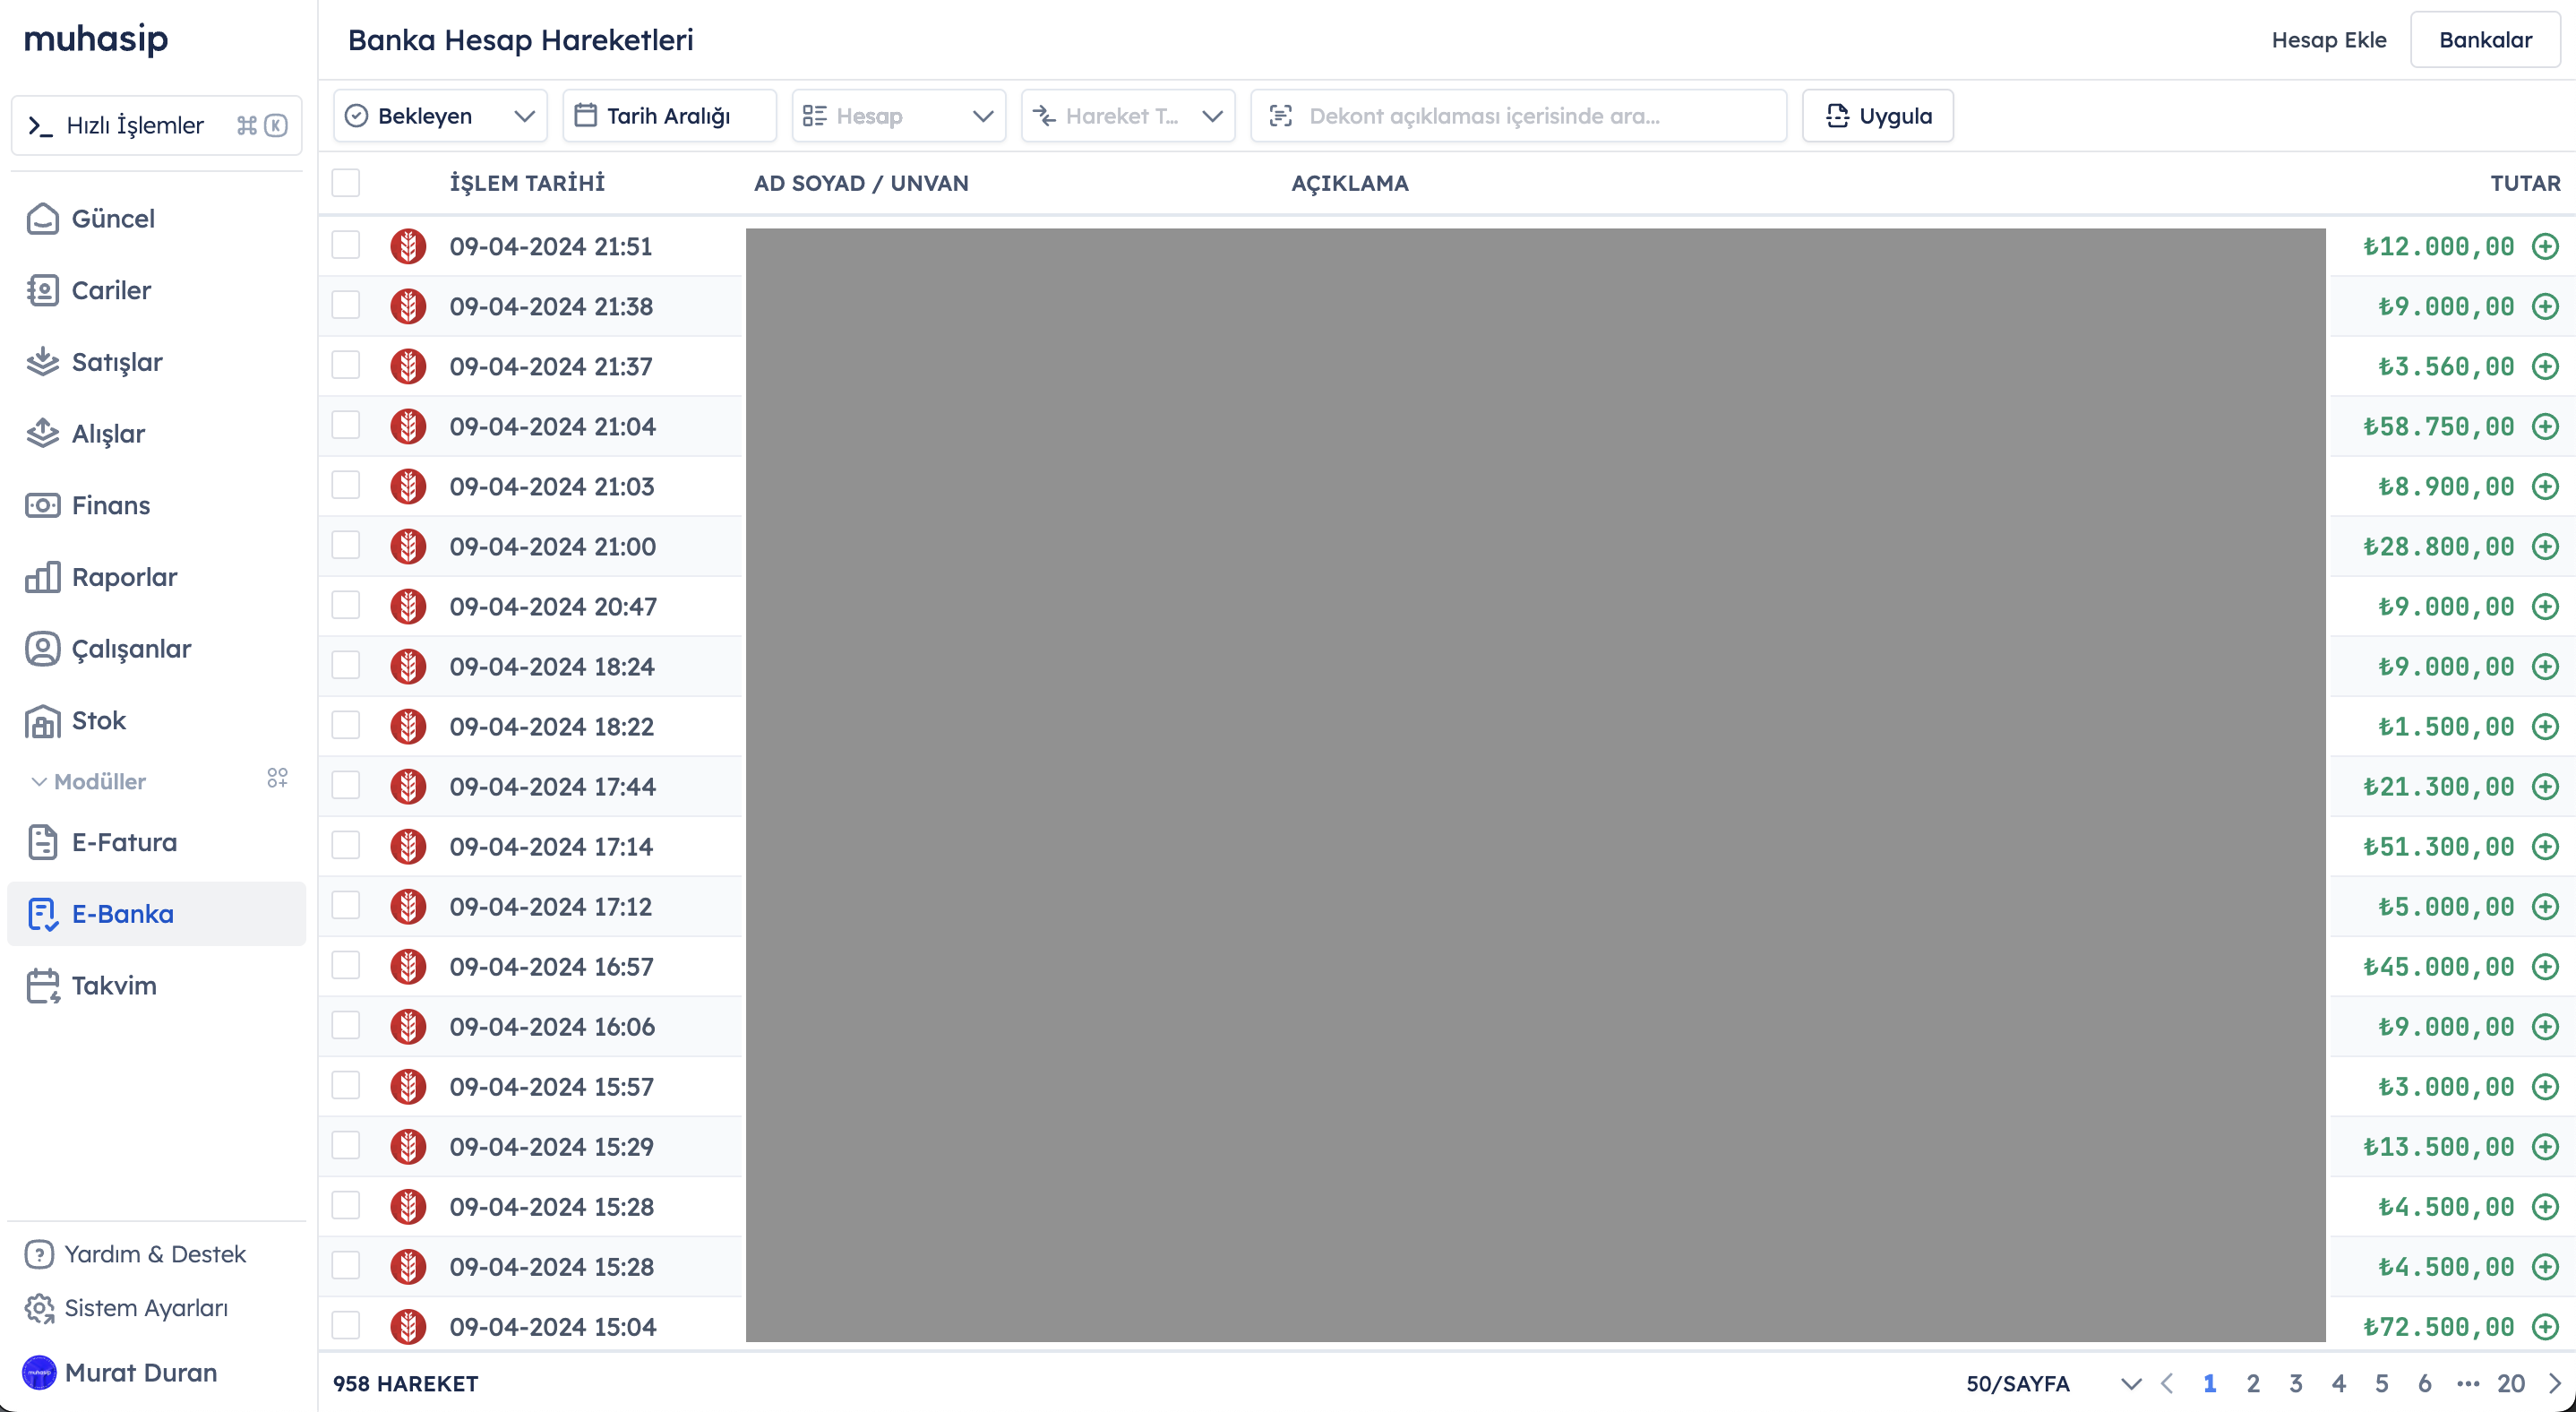 muhasip
Hızlı İşlemler ⌘ K
Güncel
Cariler
Satışlar
Alışlar
Finans
Raporlar
Çalışanlar
Stok
Modüller
E-Fatura
E-Banka
Takvim
Yardım & Destek
Sistem Ayarları
Murat Duran
Banka Hesap Hareketleri
Hesap Ekle
Bankalar
Bekleyen
Tarih Aralığı
Hesap
Hareket T...
Dekont açıklaması içerisinde ara...
Uygula
İŞLEM TARİHİ AD SOYAD / UNVAN AÇIKLAMA TUTAR
09-04-2024 21:51 ₺12.000,00
09-04-2024 21:38 ₺9.000,00
09-04-2024 21:37 ₺3.560,00
09-04-2024 21:04 ₺58.750,00
09-04-2024 21:03 ₺8.900,00
09-04-2024 21:00 ₺28.800,00
09-04-2024 20:47 ₺9.000,00
09-04-2024 18:24 ₺9.000,00
09-04-2024 18:22 ₺1.500,00
09-04-2024 17:44 ₺21.300,00
09-04-2024 17:14 ₺51.300,00
09-04-2024 17:12 ₺5.000,00
09-04-2024 16:57 ₺45.000,00
09-04-2024 16:06 ₺9.000,00
09-04-2024 15:57 ₺3.000,00
09-04-2024 15:29 ₺13.500,00
09-04-2024 15:28 ₺4.500,00
09-04-2024 15:28 ₺4.500,00
09-04-2024 15:04 ₺72.500,00
958 HAREKET
50/SAYFA
1 2 3 4 5 6 ••• 20